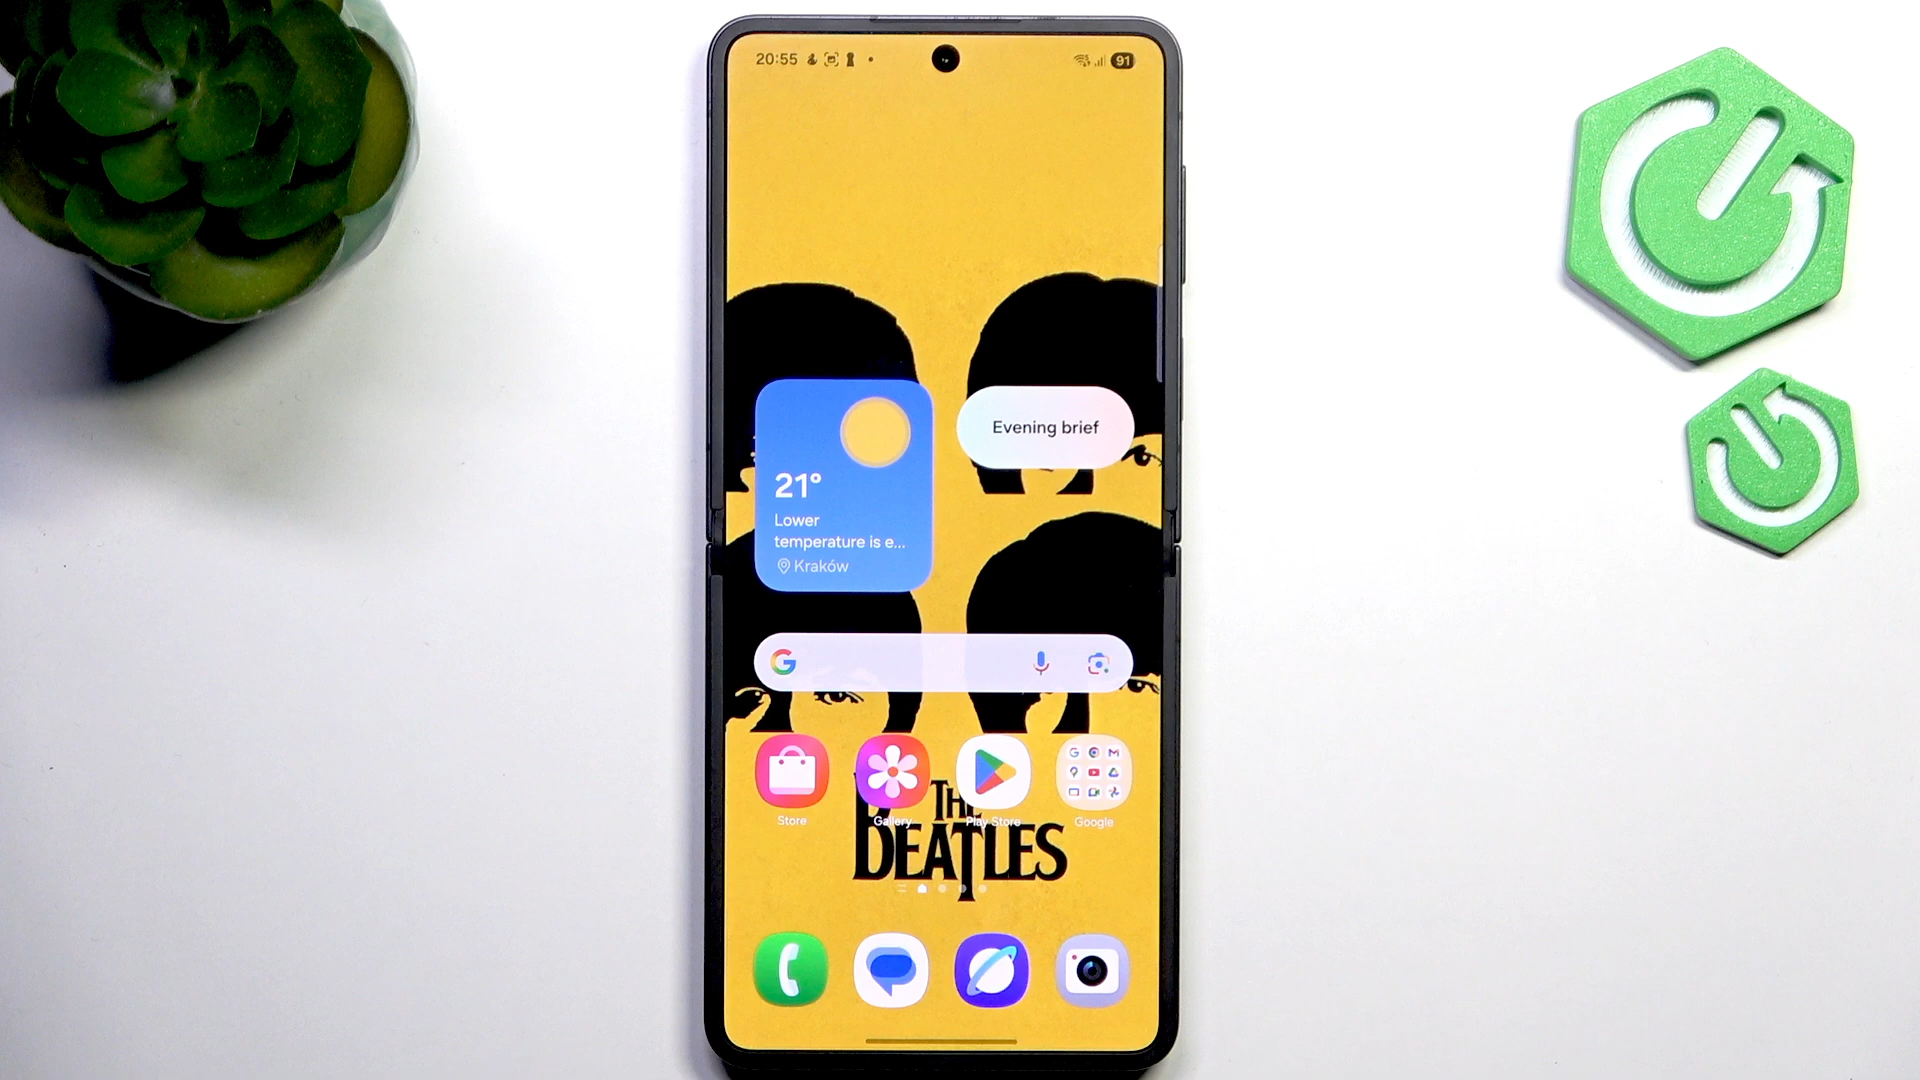 20:55
91
Evening brief
21°
Lower
temperature is e...
Kraków
Store
Gallery
Play Store
Google
THE
BEATLES